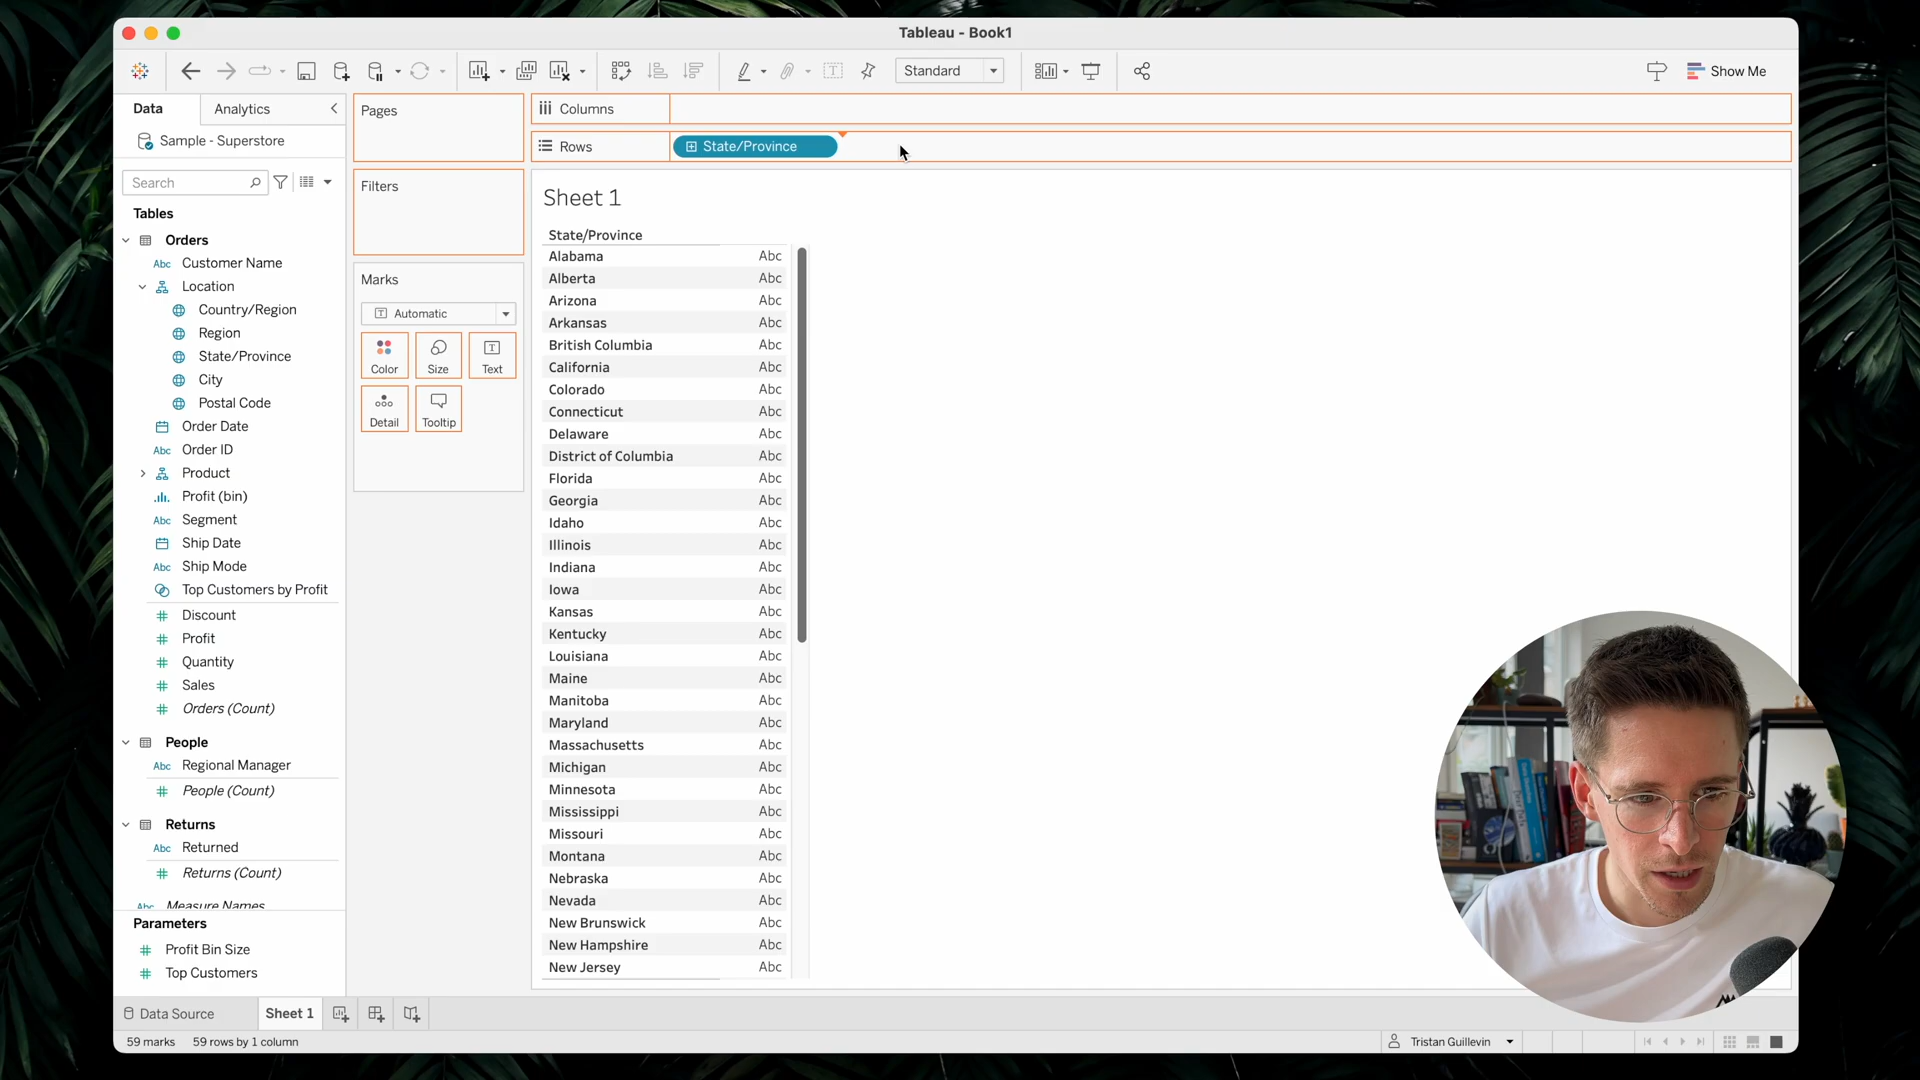 Tableau - Book1
Standard
Show Me
Data
Analytics
Sample - Superstore
Search
Tables
Orders
Abc Customer Name
Location
Country/Region
Region
State/Province
City
Postal Code
Order Date
Abc Order ID
Product
Profit (bin)
Abc Segment
Ship Date
Abc Ship Mode
Top Customers by Profit
# Discount
# Profit
# Quantity
# Sales
# Orders (Count)
People
Abc Regional Manager
# People (Count)
Returns
Abc Returned
# Returns (Count)
Abc Measure Names
Parameters
# Profit Bin Size
# Top Customers
Pages
Filters
Marks
Automatic
Color
Size
Text
Detail
Tooltip
Columns
Rows
State/Province
Sheet 1
State/Province
Alabama Abc
Alberta Abc
Arizona Abc
Arkansas Abc
British Columbia Abc
California Abc
Colorado Abc
Connecticut Abc
Delaware Abc
District of Columbia Abc
Florida Abc
Georgia Abc
Idaho Abc
Illinois Abc
Indiana Abc
Iowa Abc
Kansas Abc
Kentucky Abc
Louisiana Abc
Maine Abc
Manitoba Abc
Maryland Abc
Massachusetts Abc
Michigan Abc
Minnesota Abc
Mississippi Abc
Missouri Abc
Montana Abc
Nebraska Abc
Nevada Abc
New Brunswick Abc
New Hampshire Abc
New Jersey Abc
Data Source
Sheet 1
59 marks
59 rows by 1 column
Tristan Guillevin